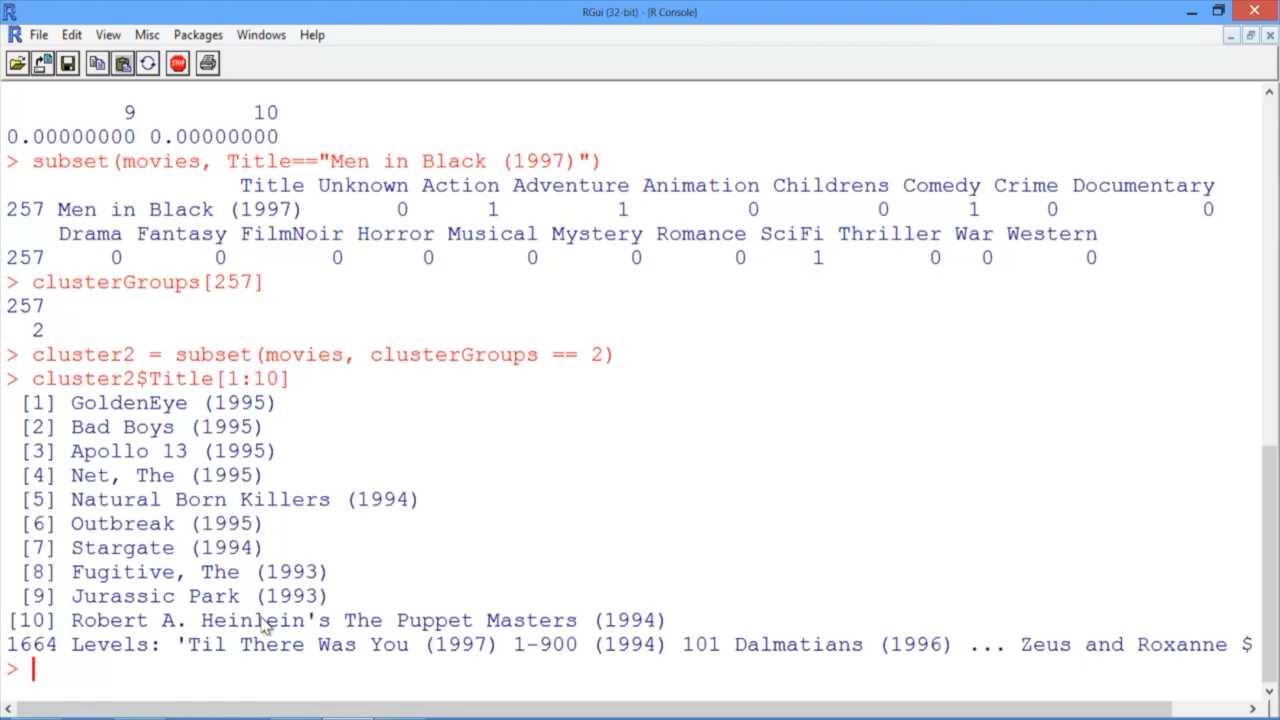 RGui (32-bit) - [R Console]
File Edit View Misc Packages Windows Help
STOP
9 10
0.00000000 0.00000000
> subset(movies, Title=="Men in Black (1997)")
Title Unknown Action Adventure Animation Childrens Comedy Crime Documentary
257 Men in Black (1997) 0 1 1 0 0 1 0 0
Drama Fantasy FilmNoir Horror Musical Mystery Romance SciFi Thriller War Western
257 0 0 0 0 0 0 0 1 0 0 0
> clusterGroups[257]
257
2
> cluster2 = subset(movies, clusterGroups == 2)
> cluster2$Title[1:10]
[1] GoldenEye (1995)
[2] Bad Boys (1995)
[3] Apollo 13 (1995)
[4] Net, The (1995)
[5] Natural Born Killers (1994)
[6] Outbreak (1995)
[7] Stargate (1994)
[8] Fugitive, The (1993)
[9] Jurassic Park (1993)
[10] Robert A. Heinlein's The Puppet Masters (1994)
1664 Levels: 'Til There Was You (1997) 1-900 (1994) 101 Dalmatians (1996) ... Zeus and Roxanne $
>